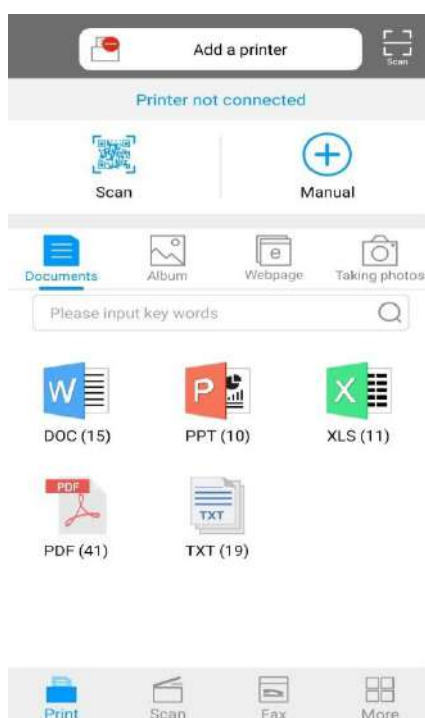 Add a printer
Scan
Printer not connected
Scan
Manual
Documents
Album
Webpage
Taking photos
Please input key words
W
P
X
DOC (15)
PPT (10)
XLS (11)
PDF
TXT
PDF (41)
TXT (19)
Print
Scan
Fax
More